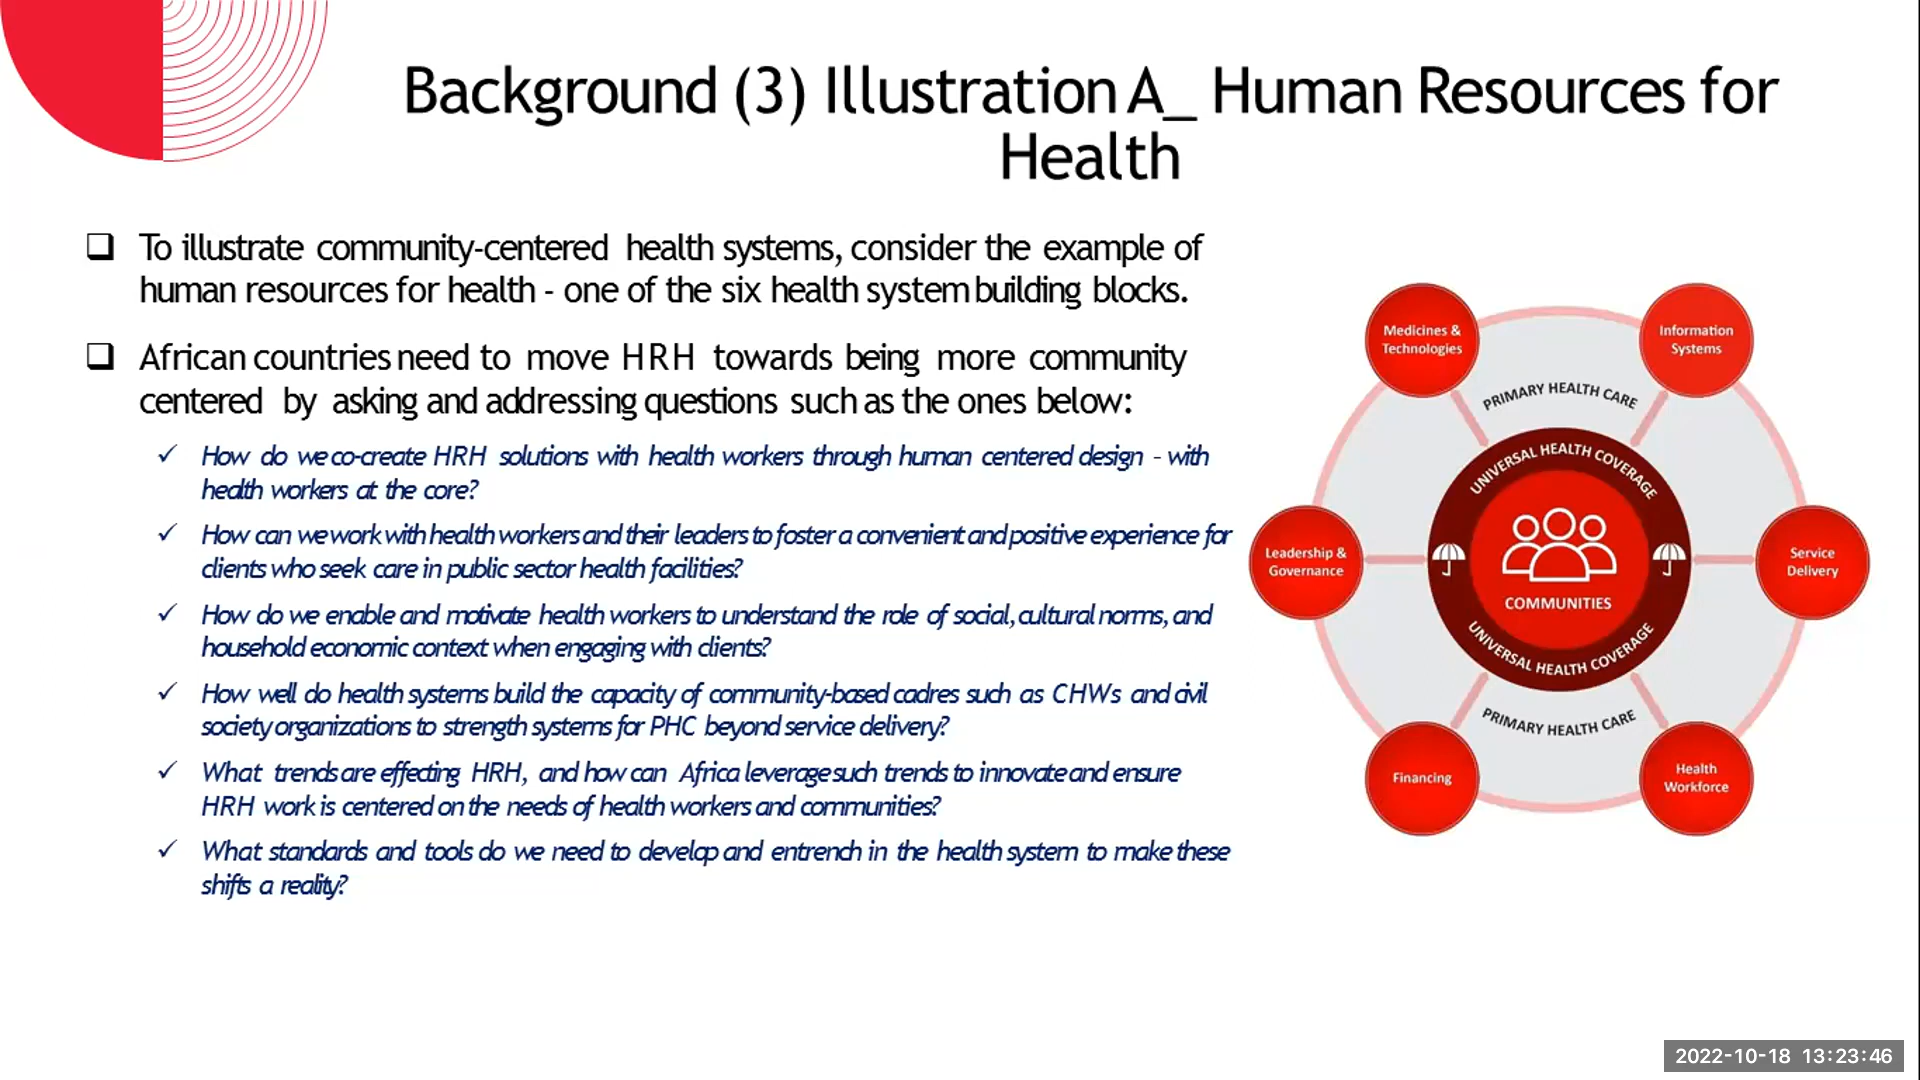 Background (3) Illustration A_ Human Resources for
Health
To illustrate community-centered health systems, consider the example of
human resources for health - one of the six health system building blocks.
African countries need to move HRH towards being more community
centered by asking and addressing questions such as the ones below:
How do we co-create HRH solutions with health workers through human centered design - with
health workers at the core?
How can we work with health workers and their leaders to foster a convenient and positive experience for
clients who seek care in public sector health facilities?
How do we enable and motivate health workers to understand the role of social, cultural norms, and
household economic context when engaging with clients?
How well do health systems build the capacity of community-based cadres such as CHWs and civil
society organizations to strength systems for PHC beyond service delivery?
What trends are effecting HRH, and how can Africa leverage such trends to innovate and ensure
HRH work is centered on the needs of health workers and communities?
What standards and tools do we need to develop and entrench in the health system to make these
shifts a reality?
Medicines &
Technologies
Information
Systems
PRIMARY HEALTH CARE
UNIVERSAL HEALTH COVERAGE
Leadership &
Governance
Service
Delivery
COMMUNITIES
UNIVERSAL HEALTH COVERAGE
PRIMARY HEALTH CARE
Financing
Health
Workforce
2022-10-18 13:23:46